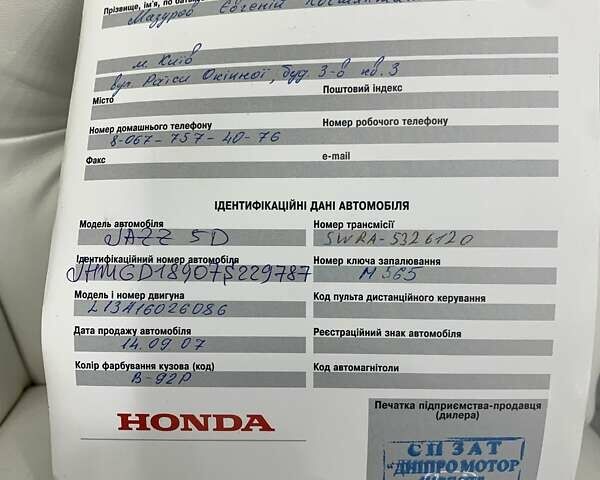 Прізвище, ім'я, по
Мазуров Євгеній
м. Київ
вул. Раїси Окіпної, буд 3-в кв. 3
Місто
Поштовий індекс
Номер домашнього телефону
Номер робочого телефону
8-067-757-40-76
Факс
e-mail
ІДЕНТИФІКАЦІЙНІ ДАНІ АВТОМОБІЛЯ
Модель автомобіля
Номер трансмісії
JAZZ 5D
SWRA-5326120
Ідентифікаційний номер автомобіля
Номер ключа запалювання
JHMGD18907S229787
M565
Модель і номер двигуна
Код пульта дистанційного керування
L13A16026086
Дата продажу автомобіля
Реєстраційний знак автомобіля
14.09.07
Колір фарбування кузова (код)
Код автомагнітоли
B-92P
HONDA
Печатка підприємства-продавця
(дилера)
СП ЗАТ
"ДНІПРО МОТОР